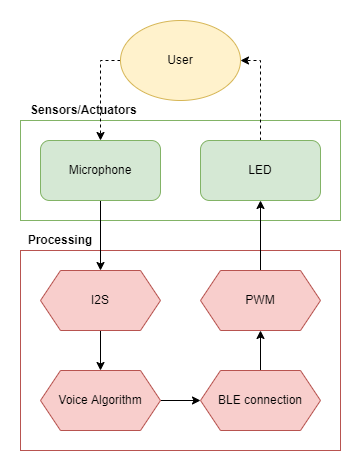 User
Sensors/Actuators
Microphone
LED
Processing
I2S
PWM
Voice Algorithm
BLE connection